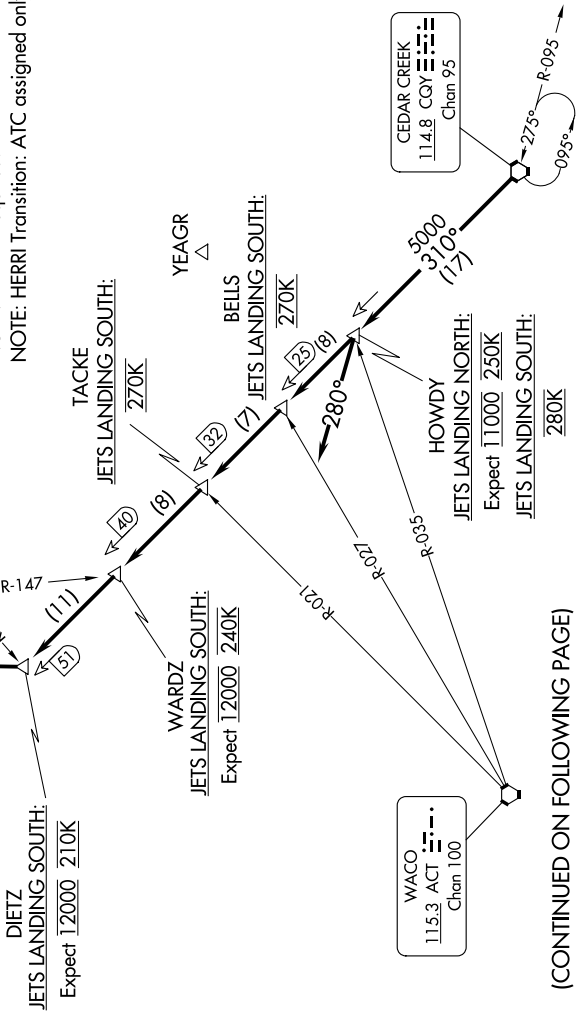 NOTE: HERRI Transition: ATC assigned onl
CEDAR CREEK
114.8 CQY
Chan 95
R-095
275°
095°
5000
310°
(17)
YEAGR
BELLS
JETS LANDING SOUTH:
270K
TACKE
JETS LANDING SOUTH:
270K
25
(8)
(7)
32
280°
HOWDY
JETS LANDING NORTH:
Expect 11000 250K
JETS LANDING SOUTH:
280K
(8)
40
R-147
(11)
51
R-021
R-027
R-035
WARDZ
JETS LANDING SOUTH:
Expect 12000 240K
DIETZ
JETS LANDING SOUTH:
Expect 12000 210K
WACO
115.3 ACT
Chan 100
(CONTINUED ON FOLLOWING PAGE)